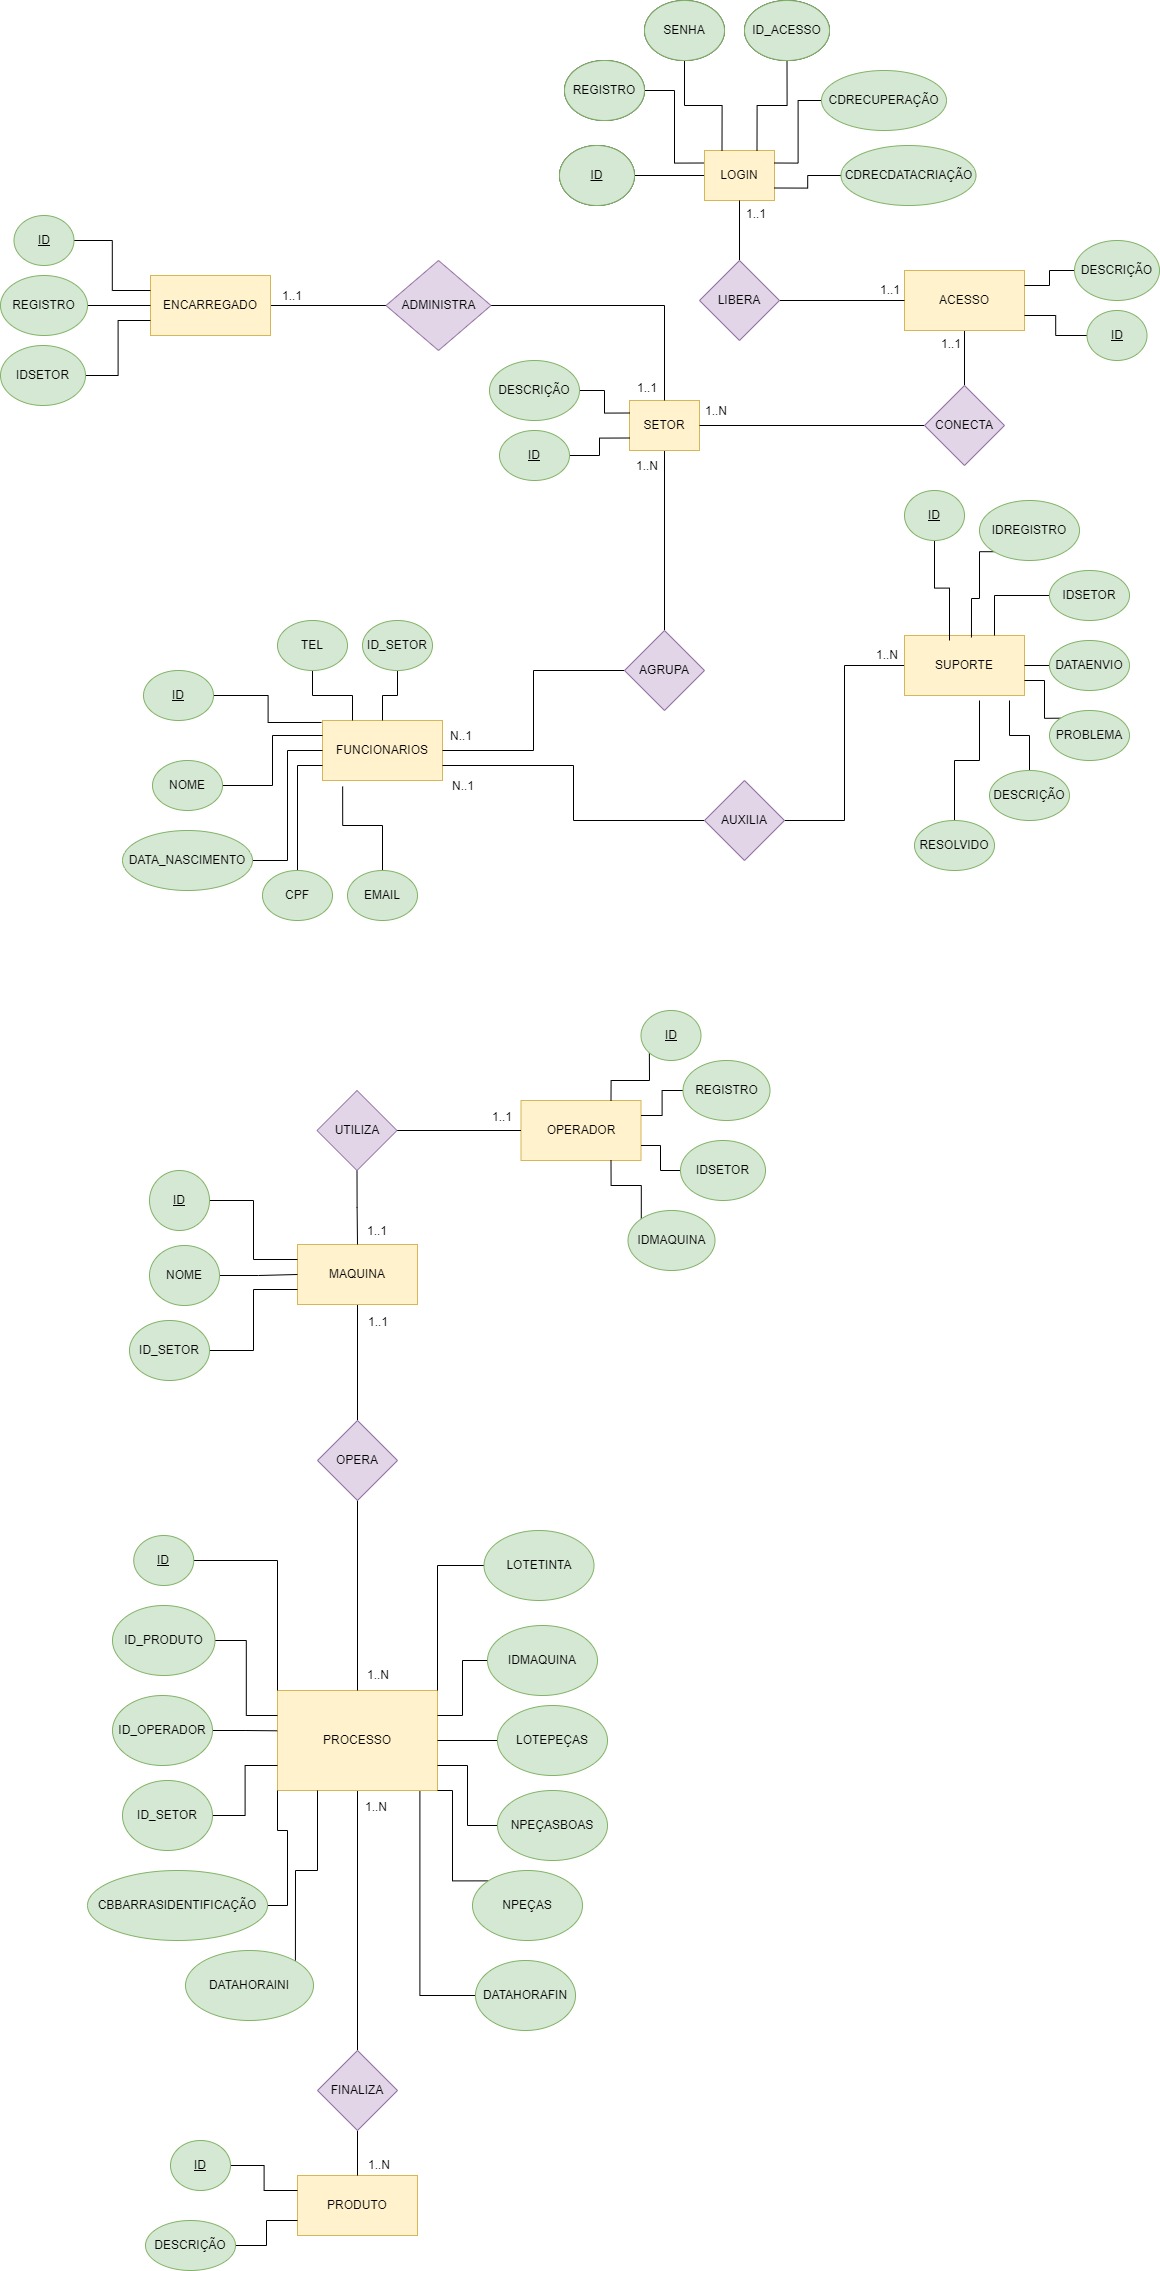 SENHA
ID_ACESSO
REGISTRO
CDRECUPERAÇÃO
ID
LOGIN
CDRECDATACRIAÇÃO
1..1
ID
ENCARREGADO
REGISTRO
IDSETOR
1..1
ADMINISTRA
LIBERA
1..1
ACESSO
DESCRIÇÃO
ID
1..1
1..1
DESCRIÇÃO
ID
SETOR
1..N
CONECTA
1..N
ID
IDREGISTRO
IDSETOR
1..N
SUPORTE
DATAENVIO
PROBLEMA
DESCRIÇÃO
RESOLVIDO
TEL
ID_SETOR
ID
AGRUPA
FUNCIONARIOS
N..1
N..1
NOME
AUXILIA
DATA_NASCIMENTO
CPF
EMAIL
ID
REGISTRO
UTILIZA
1..1
OPERADOR
IDSETOR
IDMAQUINA
ID
1..1
NOME
MAQUINA
ID_SETOR
1..1
OPERA
ID
LOTETINTA
ID_PRODUTO
IDMAQUINA
1..N
ID_OPERADOR
PROCESSO
LOTEPEÇAS
ID_SETOR
1..N
NPEÇASBOAS
CBBARRASIDENTIFICAÇÃO
NPEÇAS
DATAHORAINI
DATAHORAFIN
FINALIZA
ID
1..N
PRODUTO
DESCRIÇÃO